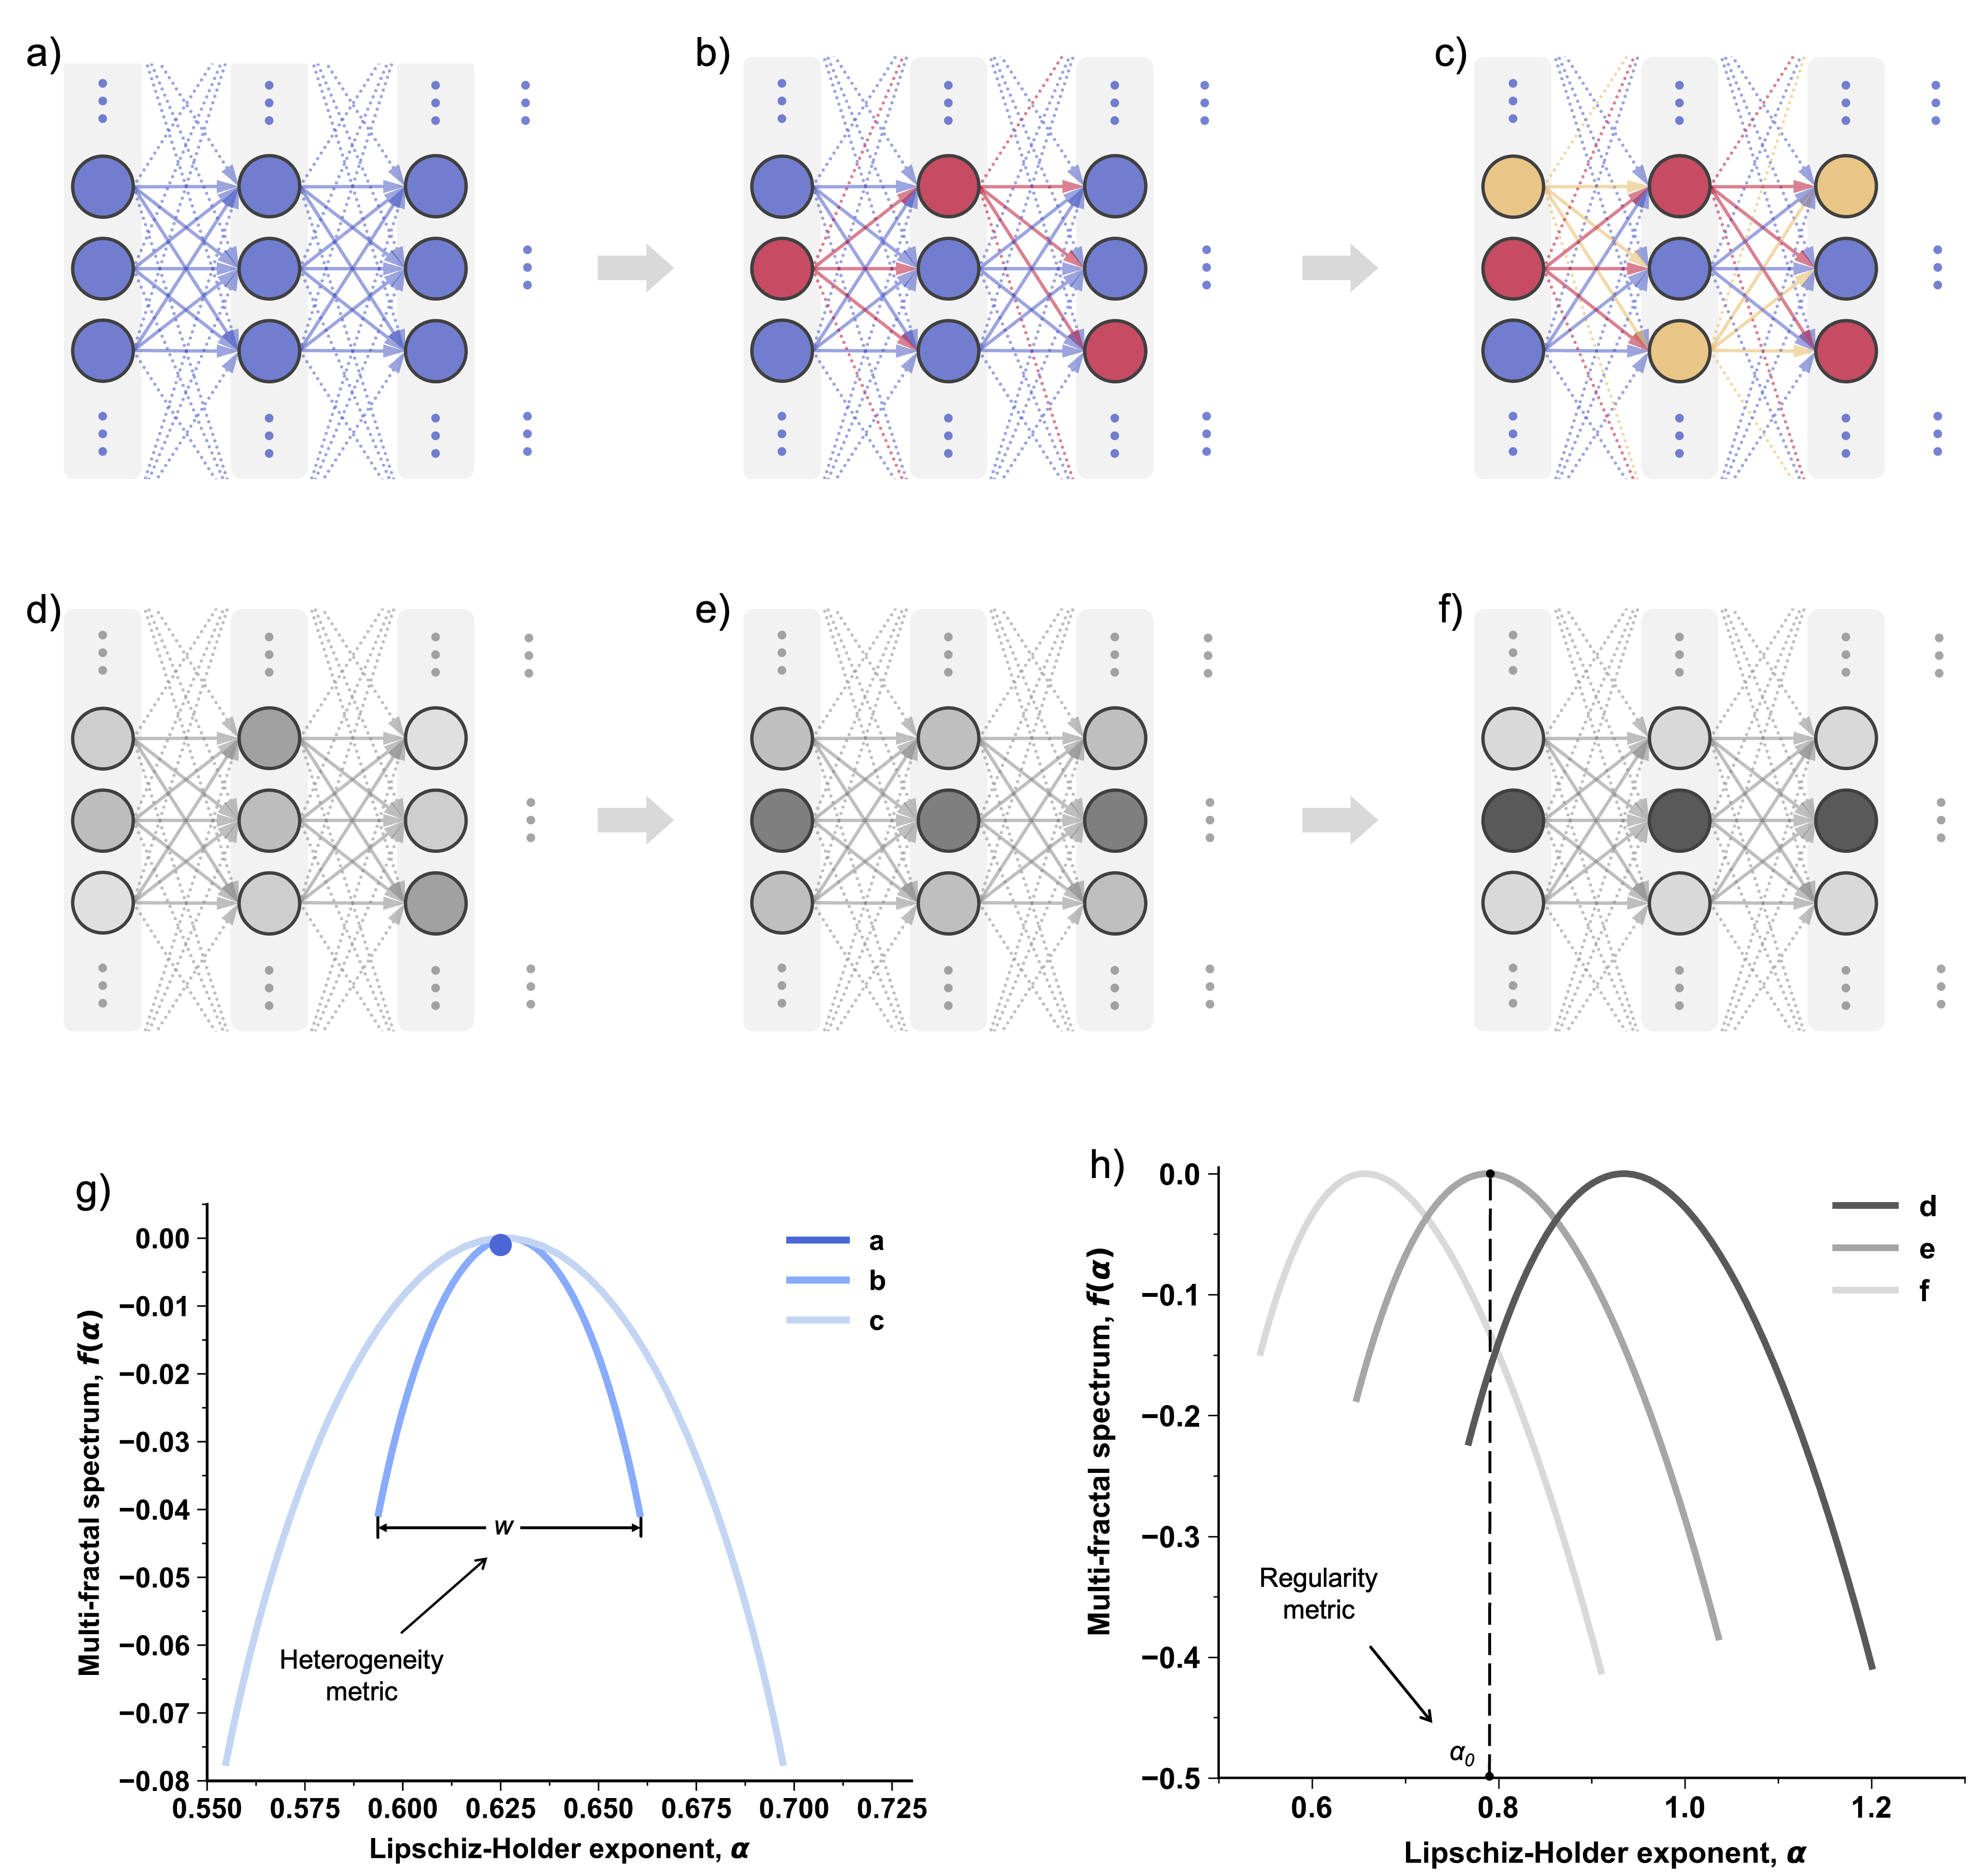 a)
b)
c)
d)
e)
f)
g)
0.00
−0.01
−0.02
−0.03
−0.04
−0.05
−0.06
−0.07
−0.08
Multi-fractal spectrum, f(α)
a
b
c
w
Heterogeneity
metric
0.550 0.575 0.600 0.625 0.650 0.675 0.700 0.725
Lipschiz-Holder exponent, α
h)
0.0
−0.1
−0.2
−0.3
−0.4
−0.5
Multi-fractal spectrum, f(α)
d
e
f
Regularity
metric
α0
0.6 0.8 1.0 1.2
Lipschiz-Holder exponent, α